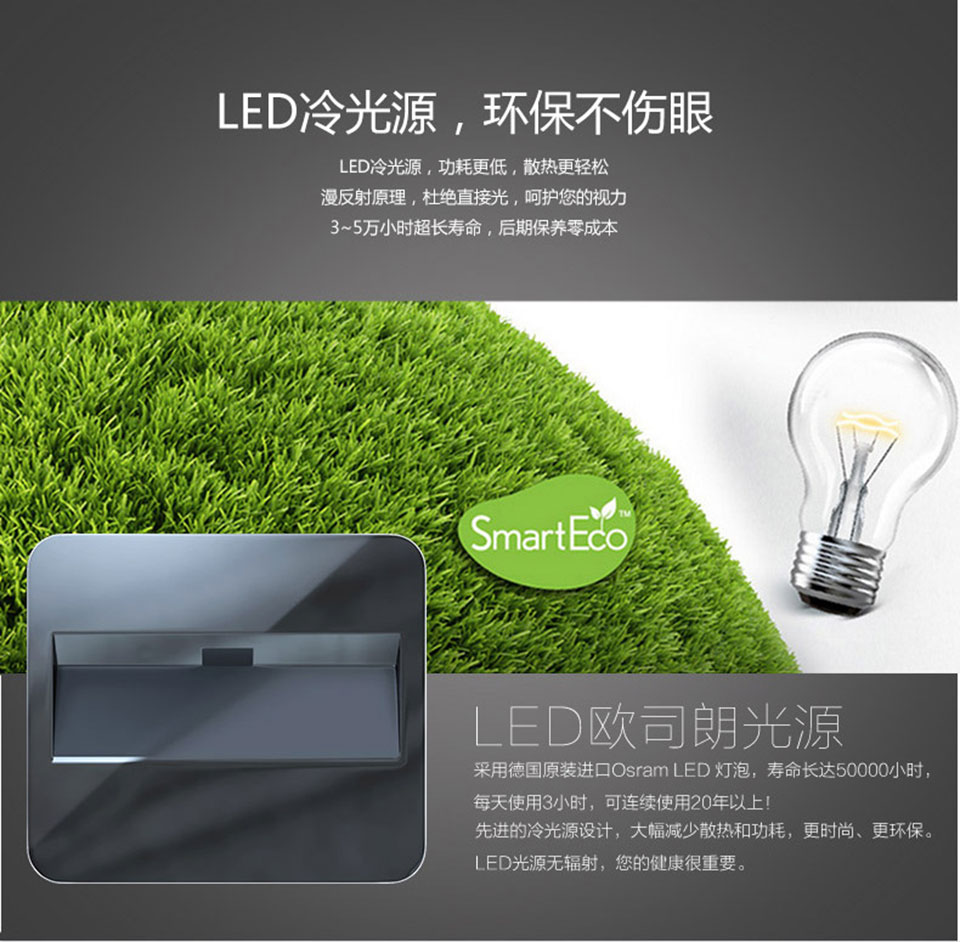 LED冷光源，环保不伤眼
LED冷光源，功耗更低，散热更轻松
漫反射原理，杜绝直接光，呵护您的视力
3~5万小时超长寿命，后期保养零成本
SmartEco™
LED欧司朗光源
采用德国原装进口Osram LED 灯泡，寿命长达50000小时，
每天使用3小时，可连续使用20年以上！
先进的冷光源设计，大幅减少散热和功耗，更时尚、更环保。
LED光源无辐射，您的健康很重要。